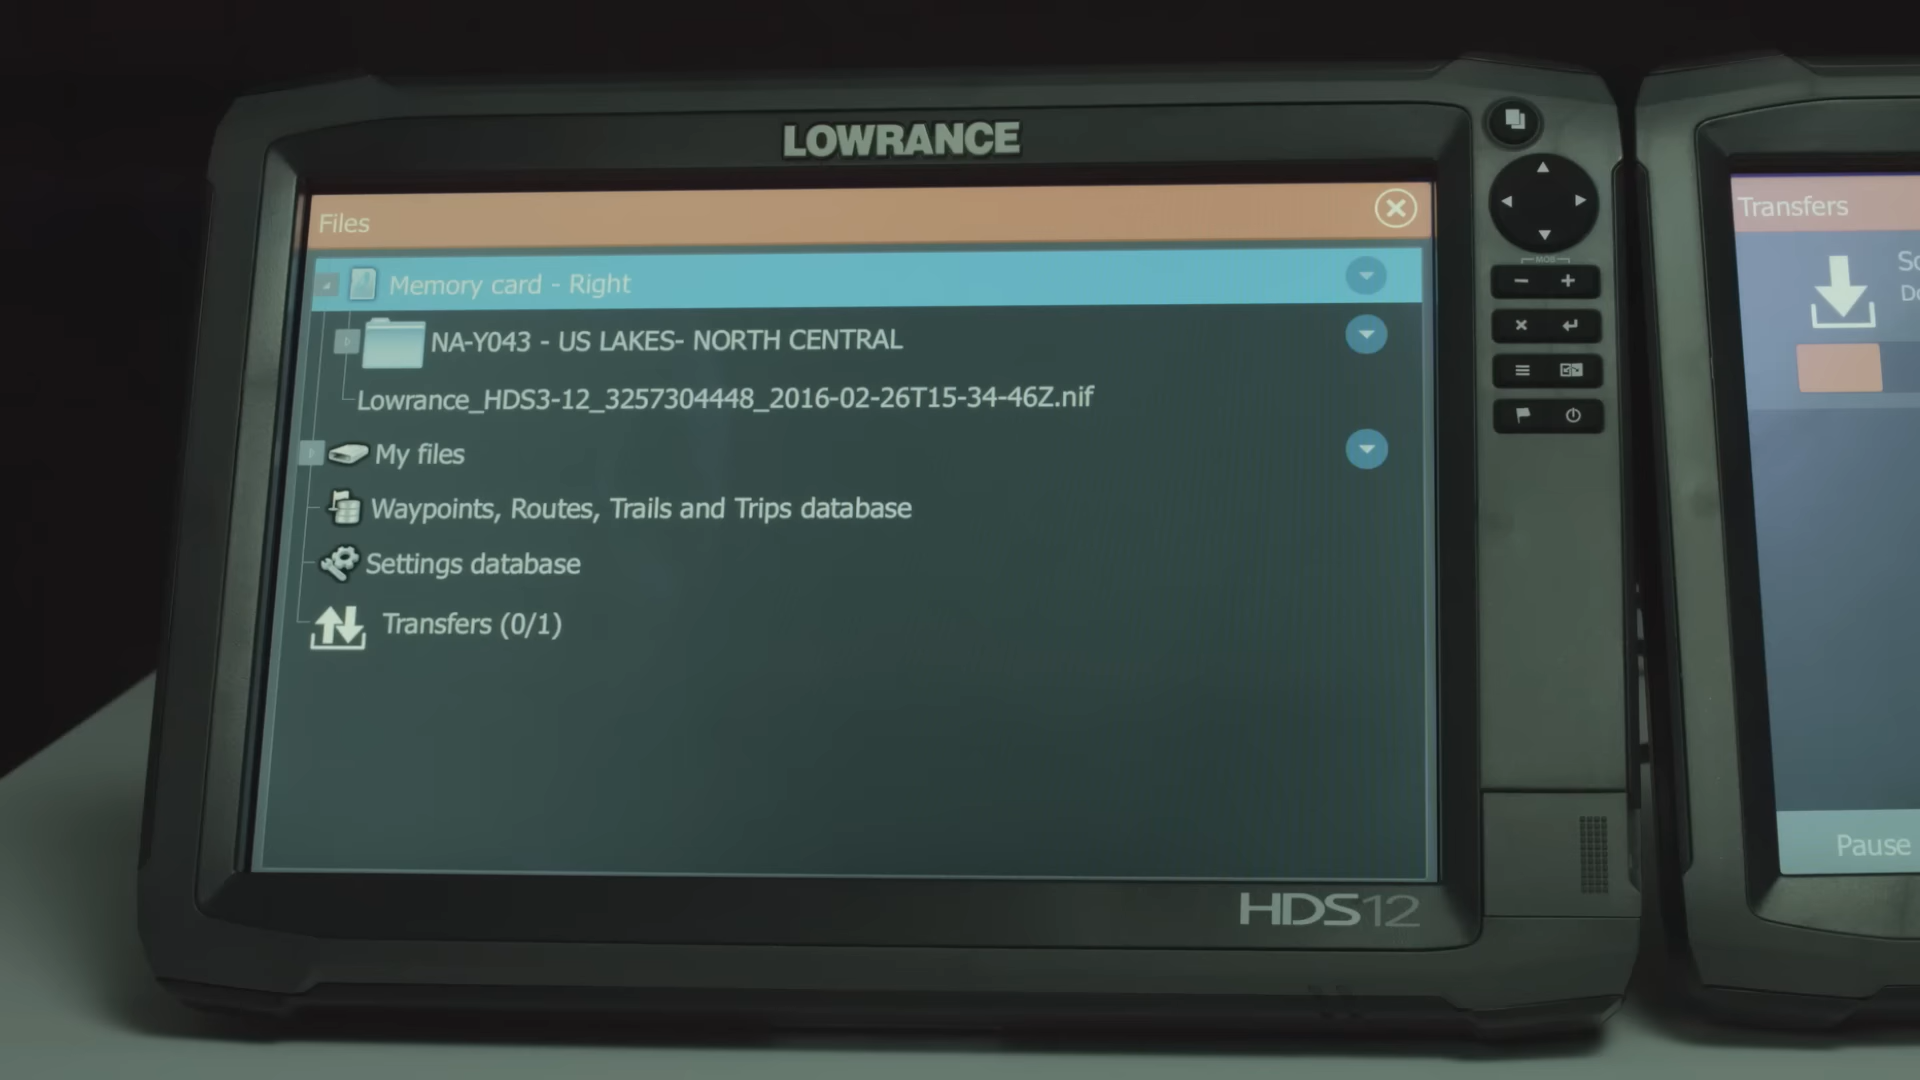 LOWRANCE
Files
Memory card - Right
NA-Y043 - US LAKES- NORTH CENTRAL
Lowrance_HDS3-12_3257304448_2016-02-26T15-34-46Z.nif
My files
Waypoints, Routes, Trails and Trips database
Settings database
Transfers (0/1)
HDS12
MOB
Transfers
Pause